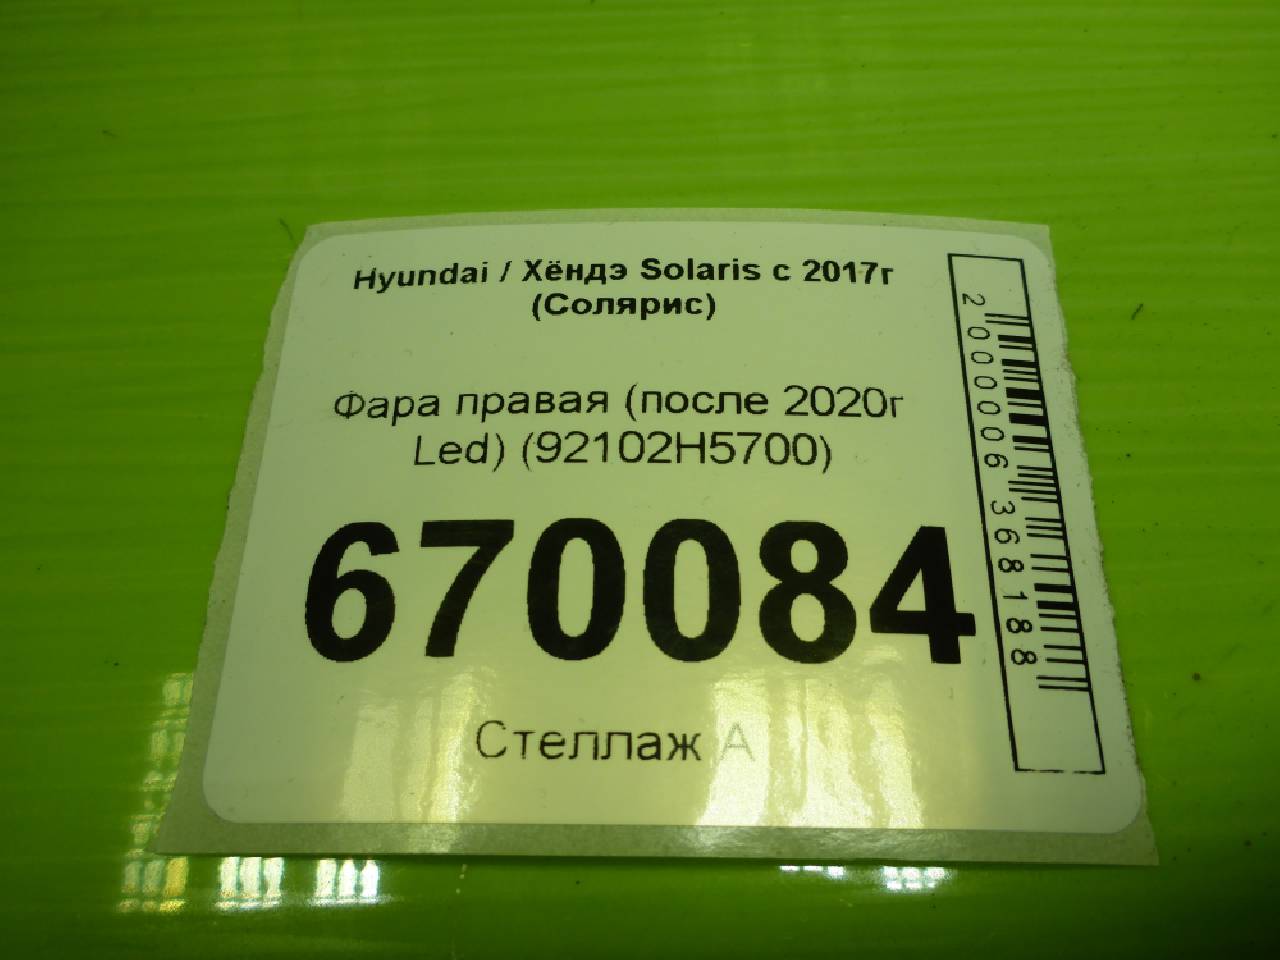 Hyundai / Хёндэ Solaris с 2017г
(Солярис)
Фара правая (после 2020г
Led) (92102H5700)
670084
Стеллаж А
2000006368188